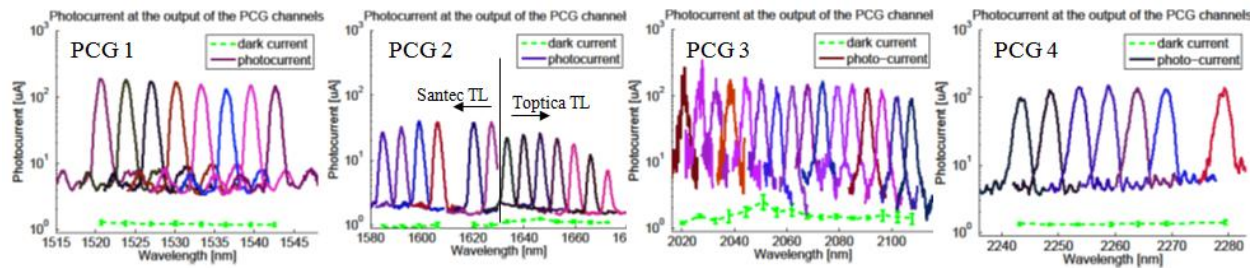 Photocurrent at the output of the PCG channels
PCG 1
dark current
photocurrent
Photocurrent [uA]
10³
10²
10¹
10⁰
1515 1520 1525 1530 1535 1540 1545
Wavelength [nm]
Photocurrent at the output of the PCG channel
PCG 2
dark current
photocurrent
Santec TL
Toptica TL
Photocurrent [uA]
10³
10²
10¹
10⁰
1580 1600 1620 1640 1660 16
Wavelength [nm]
Photocurrent at the output of the PCG channels
PCG 3
dark current
photo-current
Photocurrent [uA]
10³
10²
10¹
10⁰
2020 2040 2060 2080 2100
Wavelength [nm]
Photocurrent at the output of the PCG channels
PCG 4
dark current
photo-current
Photocurrent [uA]
10³
10²
10¹
10⁰
2240 2250 2260 2270 2280
Wavelength [nm]